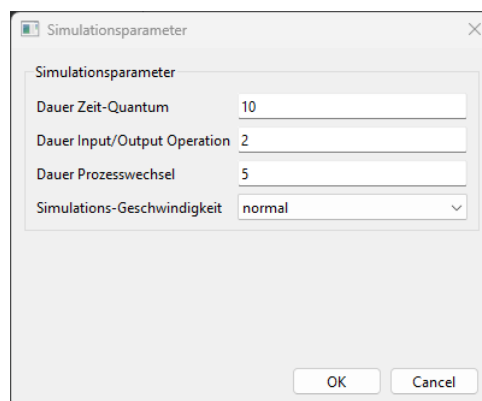 Simulationsparameter
Simulationsparameter
Dauer Zeit-Quantum 10
Dauer Input/Output Operation 2
Dauer Prozesswechsel 5
Simulations-Geschwindigkeit normal
OK Cancel